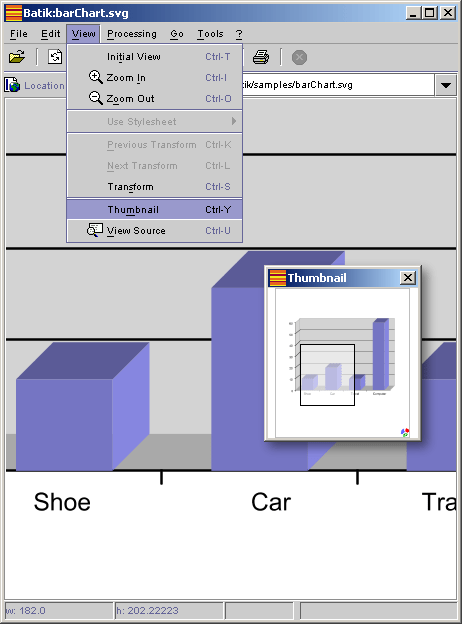 Batik:barChart.svg
File Edit View Processing Go Tools ?
Initial View Ctrl-T
Zoom In Ctrl-I
Location
tik/samples/barChart.svg
Zoom Out Ctrl-O
Use Stylesheet
Previous Transform Ctrl-K
Next Transform Ctrl-L
Transform Ctrl-S
Thumbnail Ctrl-Y
View Source Ctrl-U
Thumbnail
Shoe Car Tra
w: 182.0 h: 202.22223